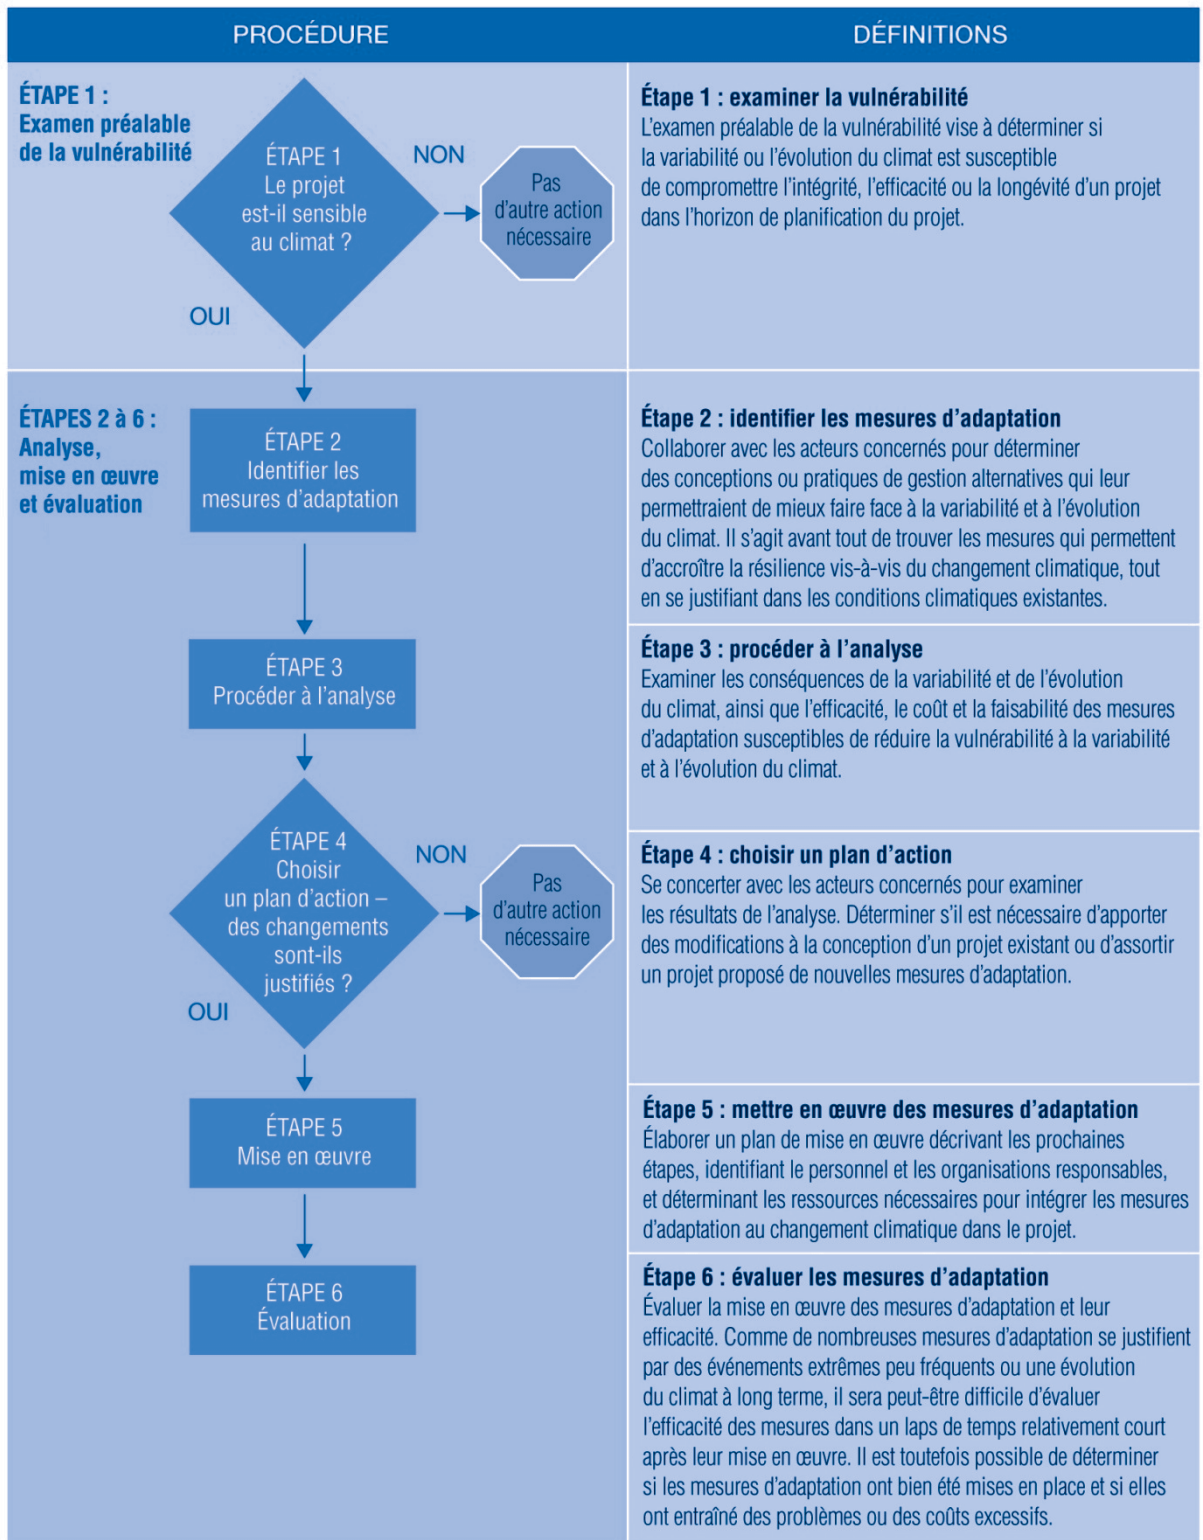 PROCÉDURE
DÉFINITIONS
ÉTAPE 1 :
Examen préalable
de la vulnérabilité
ÉTAPE 1
Le projet
est-il sensible
au climat ?
NON
Pas
d'autre action
nécessaire
OUI
Étape 1 : examiner la vulnérabilité
L'examen préalable de la vulnérabilité vise à déterminer si
la variabilité ou l'évolution du climat est susceptible
de compromettre l'intégrité, l'efficacité ou la longévité d'un projet
dans l'horizon de planification du projet.
ÉTAPES 2 à 6 :
Analyse,
mise en œuvre
et évaluation
ÉTAPE 2
Identifier les
mesures d'adaptation
Étape 2 : identifier les mesures d'adaptation
Collaborer avec les acteurs concernés pour déterminer
des conceptions ou pratiques de gestion alternatives qui leur
permettraient de mieux faire face à la variabilité et à l'évolution
du climat. Il s'agit avant tout de trouver les mesures qui permettent
d'accroître la résilience vis-à-vis du changement climatique, tout
en se justifiant dans les conditions climatiques existantes.
ÉTAPE 3
Procéder à l'analyse
Étape 3 : procéder à l'analyse
Examiner les conséquences de la variabilité et de l'évolution
du climat, ainsi que l'efficacité, le coût et la faisabilité des mesures
d'adaptation susceptibles de réduire la vulnérabilité à la variabilité
et à l'évolution du climat.
ÉTAPE 4
Choisir
un plan d'action –
des changements
sont-ils
justifiés ?
NON
Pas
d'autre action
nécessaire
OUI
Étape 4 : choisir un plan d'action
Se concerter avec les acteurs concernés pour examiner
les résultats de l'analyse. Déterminer s'il est nécessaire d'apporter
des modifications à la conception d'un projet existant ou d'assortir
un projet proposé de nouvelles mesures d'adaptation.
ÉTAPE 5
Mise en œuvre
Étape 5 : mettre en œuvre des mesures d'adaptation
Élaborer un plan de mise en œuvre décrivant les prochaines
étapes, identifiant le personnel et les organisations responsables,
et déterminant les ressources nécessaires pour intégrer les mesures
d'adaptation au changement climatique dans le projet.
ÉTAPE 6
Évaluation
Étape 6 : évaluer les mesures d'adaptation
Évaluer la mise en œuvre des mesures d'adaptation et leur
efficacité. Comme de nombreuses mesures d'adaptation se justifient
par des événements extrêmes peu fréquents ou une évolution
du climat à long terme, il sera peut-être difficile d'évaluer
l'efficacité des mesures dans un laps de temps relativement court
après leur mise en œuvre. Il est toutefois possible de déterminer
si les mesures d'adaptation ont bien été mises en place et si elles
ont entraîné des problèmes ou des coûts excessifs.